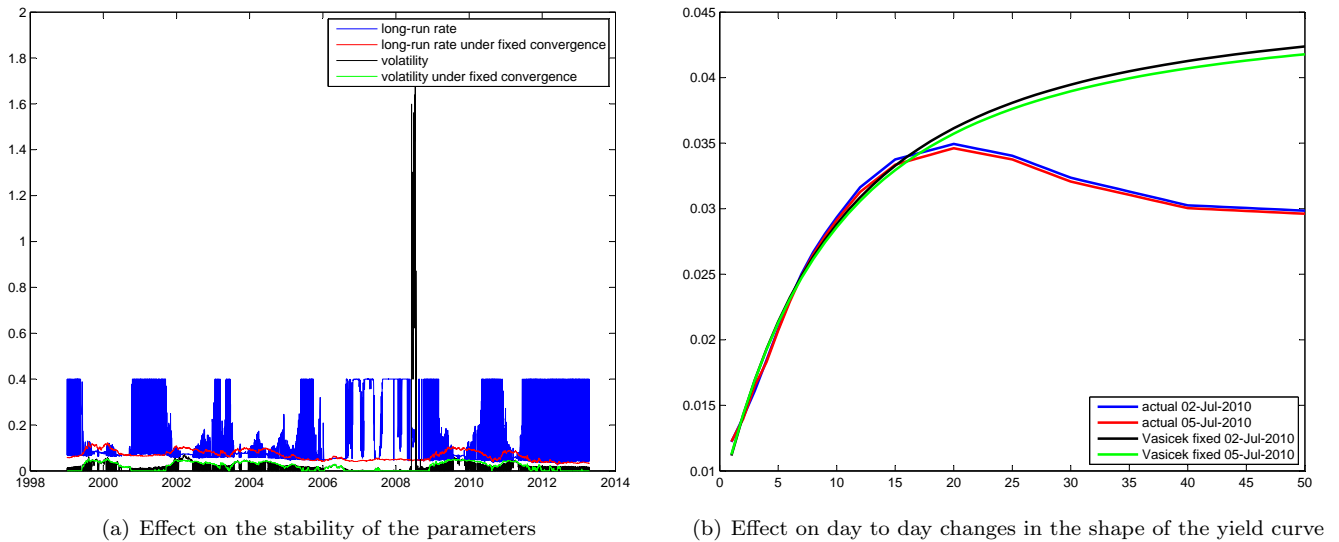 long-run rate
long-run rate under fixed convergence
volatility
volatility under fixed convergence
2
1.8
1.6
1.4
1.2
1
0.8
0.6
0.4
0.2
0
1998 2000 2002 2004 2006 2008 2010 2012 2014
(a) Effect on the stability of the parameters
0.045
0.04
0.035
0.03
0.025
0.02
0.015
0.01
actual 02-Jul-2010
actual 05-Jul-2010
Vasicek fixed 02-Jul-2010
Vasicek fixed 05-Jul-2010
0 5 10 15 20 25 30 35 40 45 50
(b) Effect on day to day changes in the shape of the yield curve